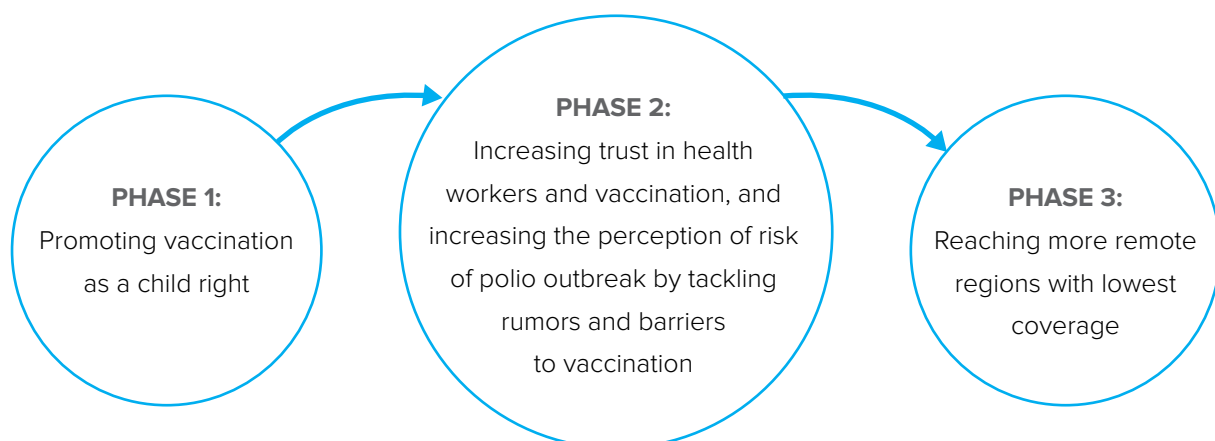 PHASE 1:
Promoting vaccination
as a child right
PHASE 2:
Increasing trust in health
workers and vaccination, and
increasing the perception of risk
of polio outbreak by tackling
rumors and barriers
to vaccination
PHASE 3:
Reaching more remote
regions with lowest
coverage